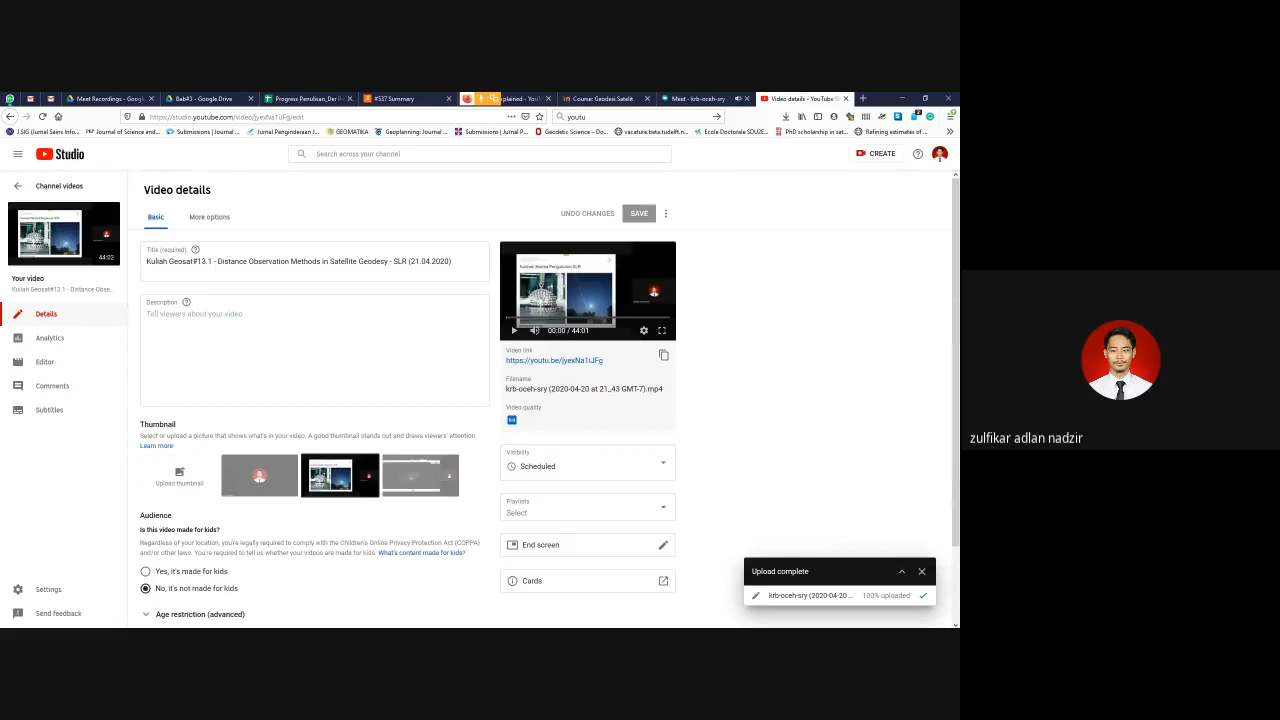 Meet Recordings - Googl
Bab#3 - Google Drive
Progress Penulisan_Der P
#S37 Summary
xplained - YouT
Course: Geodesi Satelit
Meet - krb-oceh-sry
Video details - YouTube S
https://studio.youtube.com/video/jyexNa1iJFg/edit
youtu
J SIG (Jurnal Sains Info...
Journal of Science and...
Submissions | Journal...
Jurnal Penginderaan J...
GEOMATIKA
Geoplanning: Journal ...
Submissions | Jurnal P...
Geodetic Science – Do...
vacature.beta.tudelft.n...
Ecole Doctorale SDU2E...
PhD scholarship in sat...
Refining estimates of ...
Studio
Search across your channel
CREATE
Channel videos
Video details
Basic
More options
UNDO CHANGES
SAVE
44:02
Title (required)
Kuliah Geosat#13.1 - Distance Observation Methods in Satellite Geodesy - SLR (21.04.2020)
Your video
Kuliah Geosat#13.1 - Distance Obse...
Description
Tell viewers about your video
Details
Analytics
Editor
Comments
Subtitles
00:00 / 44:01
Video link
https://youtu.be/jyexNa1iJFg
Filename
krb-oceh-sry (2020-04-20 at 21_43 GMT-7).mp4
Video quality
Thumbnail
Select or upload a picture that shows what's in your video. A good thumbnail stands out and draws viewers' attention.
Learn more
Upload thumbnail
Visibility
Scheduled
Playlists
Select
Audience
Is this video made for kids?
Regardless of your location, you're legally required to comply with the Children's Online Privacy Protection Act (COPPA)
and/or other laws. You're required to tell us whether your videos are made for kids. What's content made for kids?
Yes, it's made for kids
No, it's not made for kids
Age restriction (advanced)
End screen
Cards
Upload complete
krb-oceh-sry (2020-04-20 ...
100% uploaded
Settings
Send feedback
zulfikar adlan nadzir